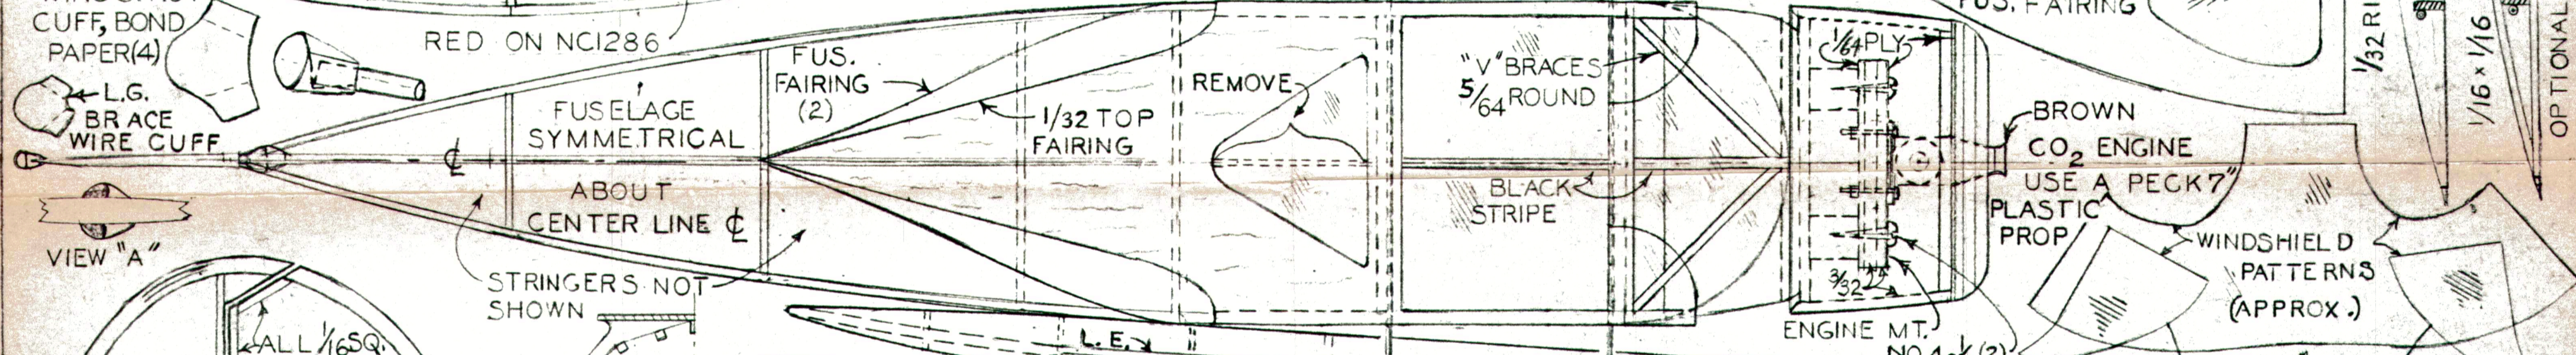 CUFF, BOND
PAPER(4)
RED ON NC1286
L.G.
BRACE
WIRE CUFF
VIEW "A"
FUSELAGE
SYMMETRICAL
ABOUT
CENTER LINE ℄
℄
STRINGERS NOT
SHOWN
ALL 1/16 SQ.
FUS.
FAIRING
(2)
1/32 TOP
FAIRING
L.E.
REMOVE
"V" BRACES
5/64 ROUND
BLACK
STRIPE
1/64 PLY
3/32
ENGINE MT.
FUS. FAIRING
BROWN
CO2 ENGINE
USE A PECK 7"
PLASTIC
PROP
WINDSHIELD
PATTERNS
(APPROX.)
1/32
1/16 x 1/16
OPTIONAL